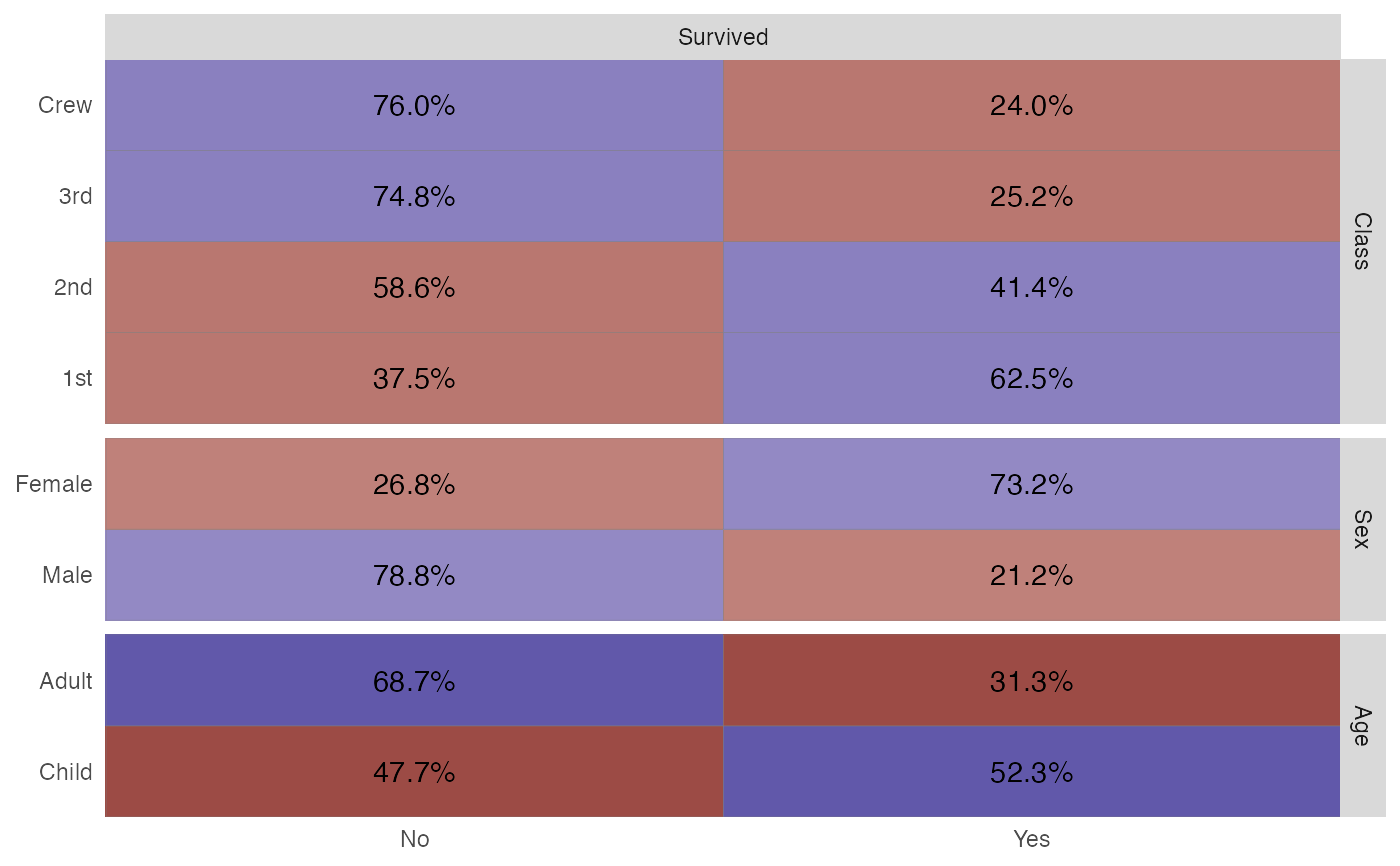 Survived
Crew 76.0% 24.0%
3rd 74.8% 25.2%
Class
2nd 58.6% 41.4%
1st 37.5% 62.5%
Female 26.8% 73.2%
Sex
Male 78.8% 21.2%
Adult 68.7% 31.3%
Age
Child 47.7% 52.3%
No Yes